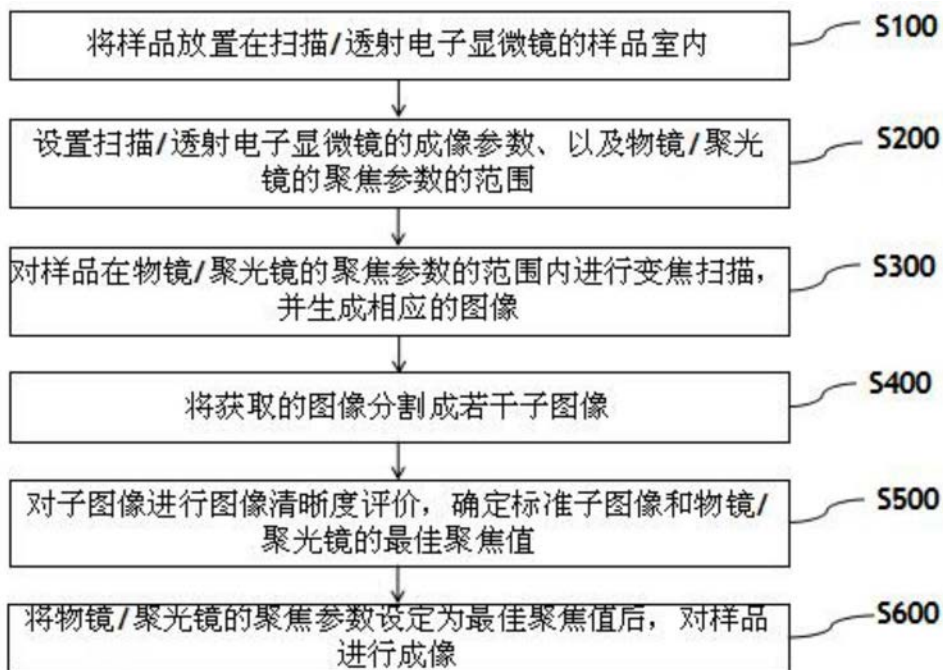 将样品放置在扫描/透射电子显微镜的样品室内
S100
设置扫描/透射电子显微镜的成像参数、以及物镜/聚光
镜的聚焦参数的范围
S200
对样品在物镜/聚光镜的聚焦参数的范围内进行变焦扫描，
并生成相应的图像
S300
将获取的图像分割成若干子图像
S400
对子图像进行图像清晰度评价，确定标准子图像和物镜/
聚光镜的最佳聚焦值
S500
将物镜/聚光镜的聚焦参数设定为最佳聚焦值后，对样品
进行成像
S600